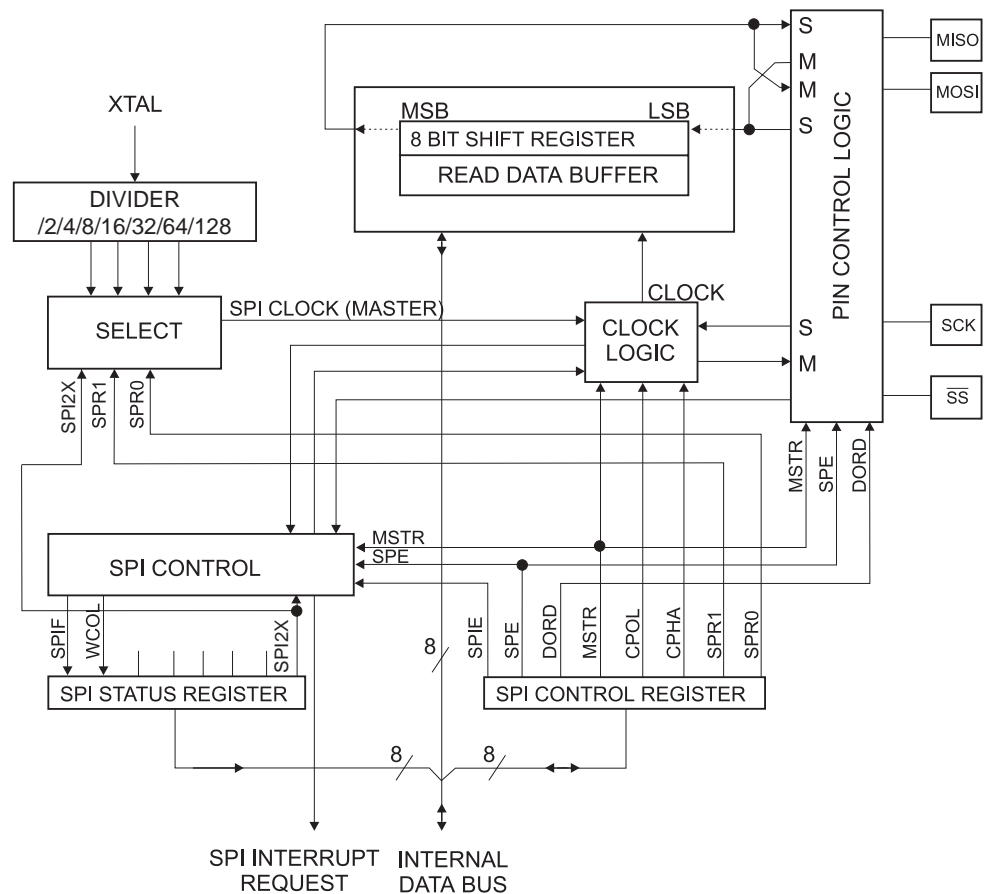 S
MISO
M
MSB
LSB
M
MOSI
XTAL
8 BIT SHIFT REGISTER
S
READ DATA BUFFER
PIN CONTROL LOGIC
DIVIDER
/2/4/8/16/32/64/128
SPI CLOCK (MASTER)
CLOCK
SELECT
CLOCK
LOGIC
S
SCK
M
SPI2X
SPR1
SPR0
SS
MSTR
SPE
DORD
MSTR
SPE
SPI CONTROL
SPIF
WCOL
SPI2X
8
SPIE
SPE
DORD
MSTR
CPOL
CPHA
SPR1
SPR0
SPI STATUS REGISTER
SPI CONTROL REGISTER
8
8
SPI INTERRUPT
REQUEST
INTERNAL
DATA BUS